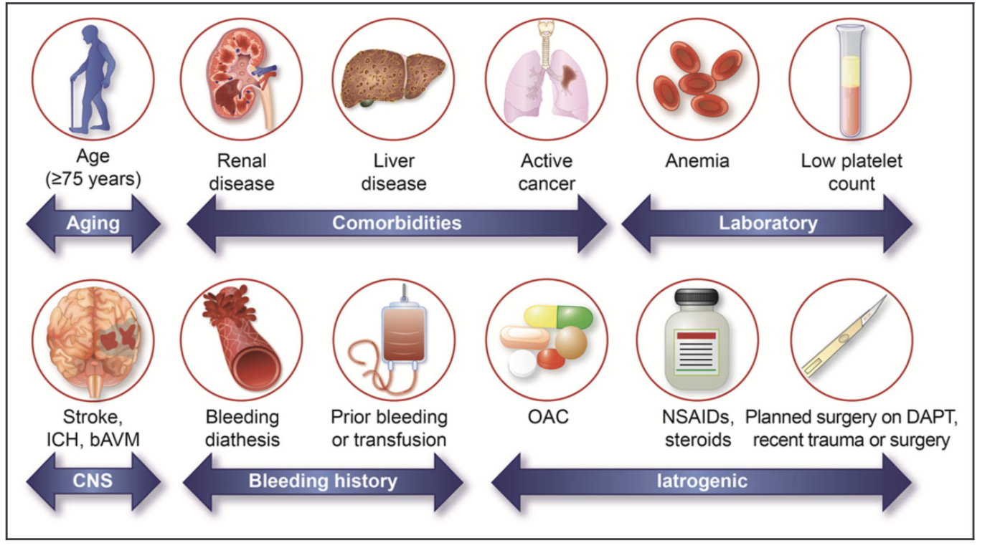 Age
(≥75 years)
Renal
disease
Liver
disease
Active
cancer
Anemia
Low platelet
count
Aging
Comorbidities
Laboratory
Stroke,
ICH, bAVM
Bleeding
diathesis
Prior bleeding
or transfusion
OAC
NSAIDs,
steroids
Planned surgery on DAPT,
recent trauma or surgery
CNS
Bleeding history
Iatrogenic